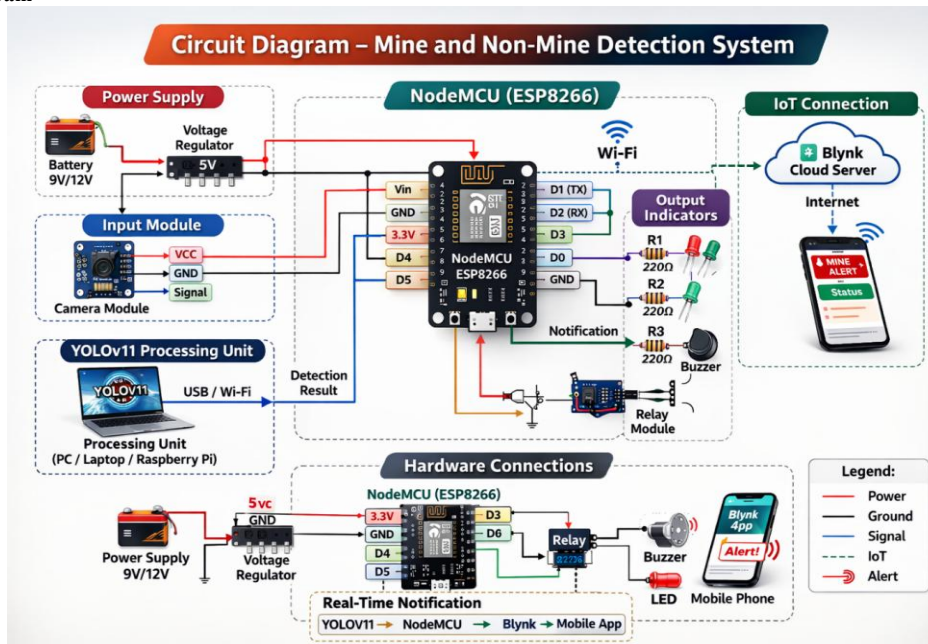 Circuit Diagram – Mine and Non-Mine Detection System
Power Supply
Battery
9V/12V
Voltage
Regulator
5V
Input Module
VCC
GND
Signal
Camera Module
YOLOv11 Processing Unit
YOLOV11
USB / Wi-Fi
Processing Unit
(PC / Laptop / Raspberry Pi)
Detection
Result
NodeMCU (ESP8266)
Wi-Fi
Vin
GND
3.3V
D4
D5
NodeMCU
ESP8266
D1 (TX)
D2 (RX)
D3
D0
GND
Notification
Output
Indicators
R1
220Ω
R2
220Ω
R3
220Ω
Buzzer
Relay
Module
IoT Connection
Blynk
Cloud Server
Internet
MINE
ALERT
Status
Hardware Connections
Power Supply
9V/12V
5vc
GND
Voltage
Regulator
NodeMCU (ESP8266)
3.3V
GND
D4
D5
D3
D6
Relay
Buzzer
LED
Blynk
4pp
Alert!
Mobile Phone
Legend:
Power
Ground
Signal
IoT
Alert
Real-Time Notification
YOLOV11 → NodeMCU → Blynk → Mobile App